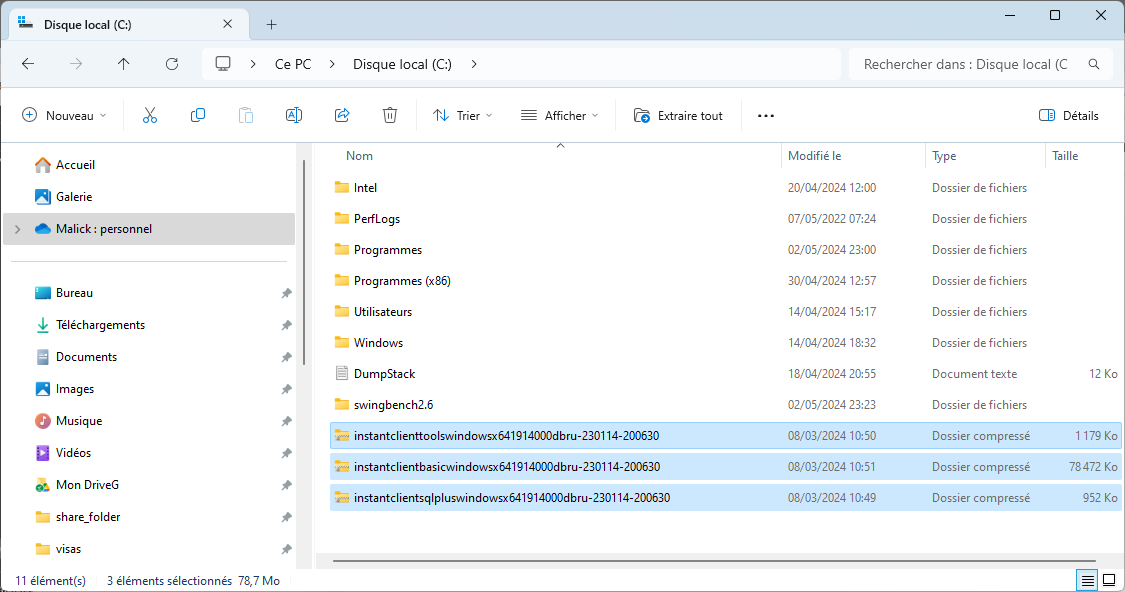 Disque local (C:)
Ce PC Disque local (C:)
Rechercher dans : Disque local (C
Nouveau Trier Afficher Extraire tout Détails
Accueil
Galerie
Malick : personnel
Bureau
Téléchargements
Documents
Images
Musique
Vidéos
Mon DriveG
share_folder
visas
Nom Modifié le Type Taille
Intel 20/04/2024 12:00 Dossier de fichiers
PerfLogs 07/05/2022 07:24 Dossier de fichiers
Programmes 02/05/2024 23:00 Dossier de fichiers
Programmes (x86) 30/04/2024 12:57 Dossier de fichiers
Utilisateurs 14/04/2024 15:17 Dossier de fichiers
Windows 14/04/2024 18:32 Dossier de fichiers
DumpStack 18/04/2024 20:55 Document texte 12 Ko
swingbench2.6 02/05/2024 23:23 Dossier de fichiers
instantclienttoolswindowsx641914000dbru-230114-200630 08/03/2024 10:50 Dossier compressé 1 179 Ko
instantclientbasicwindowsx641914000dbru-230114-200630 08/03/2024 10:51 Dossier compressé 78 472 Ko
instantclientsqlpluswindowsx641914000dbru-230114-200630 08/03/2024 10:49 Dossier compressé 952 Ko
11 élément(s) 3 éléments sélectionnés 78,7 Mo